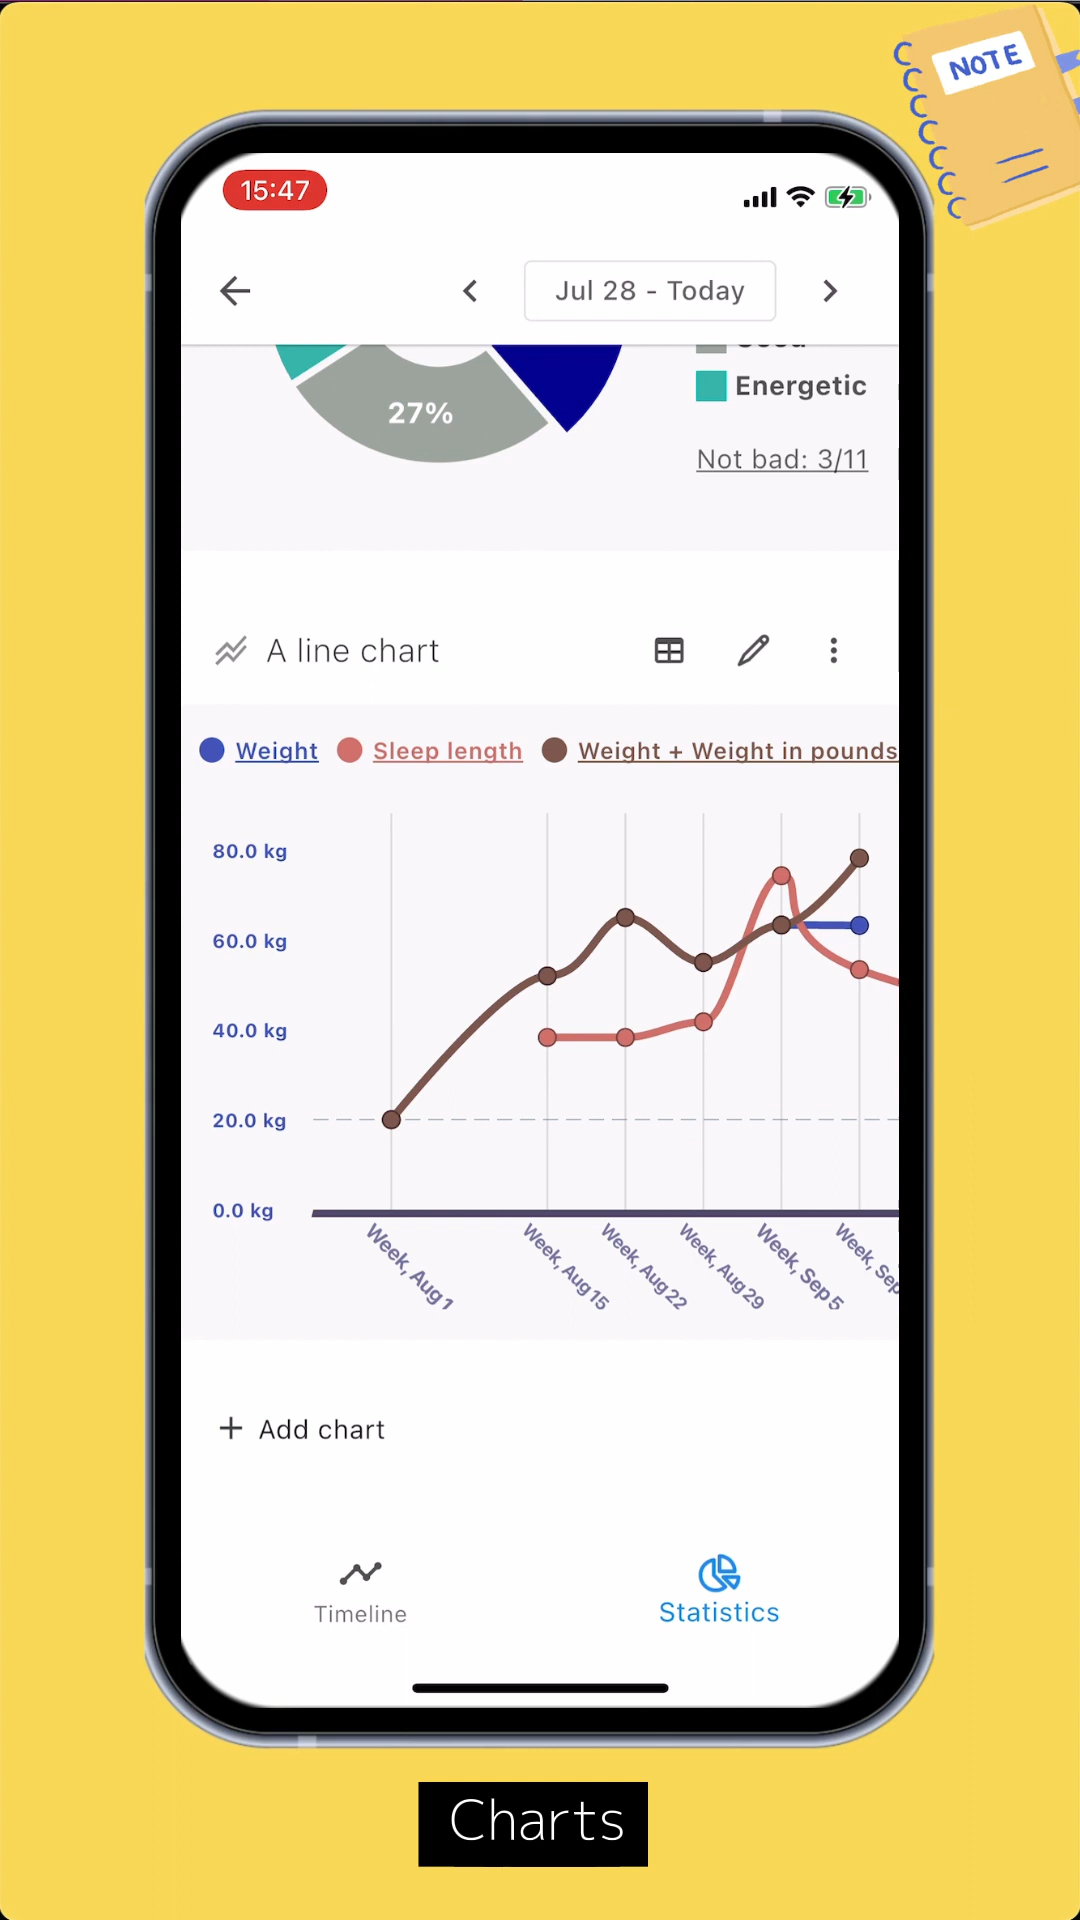 NOTE
15:47
Jul 28 - Today
Energetic
27%
Not bad: 3/11
A line chart
Weight
Sleep length
Weight + Weight in pounds
80.0 kg
60.0 kg
40.0 kg
20.0 kg
0.0 kg
Week, Aug 1
Week, Aug 15
Week, Aug 22
Week, Aug 29
Week, Sep 5
Week, Sep
+ Add chart
Timeline
Statistics
Charts